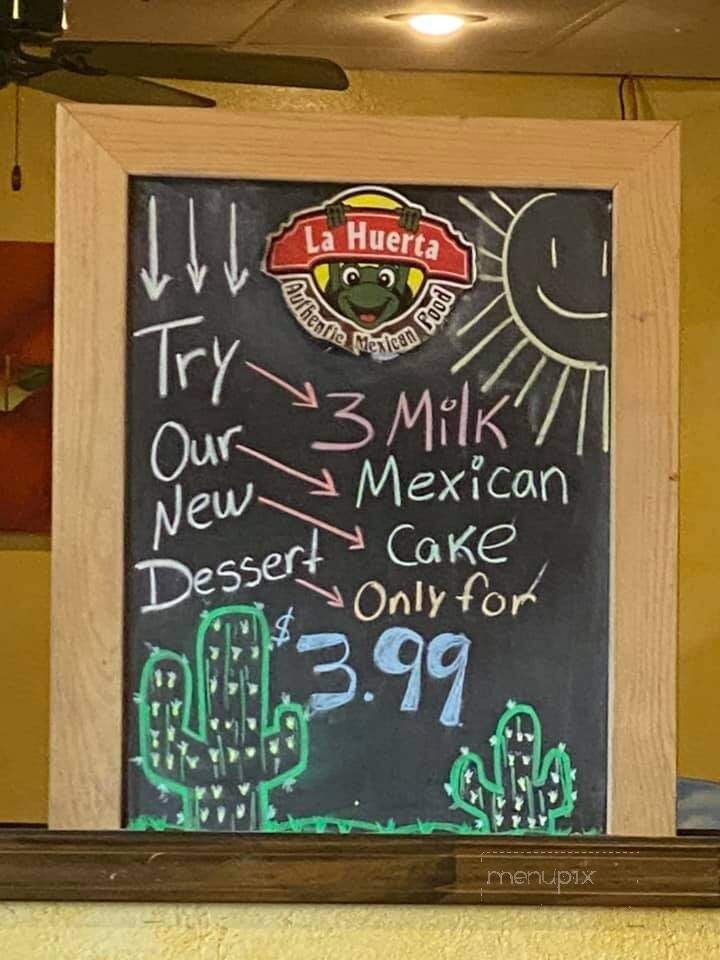 La Huerta
Authentic Mexican Food
Try
3 Milk
Our
Mexican
New
Cake
Dessert
Only for
$3.99
menupix